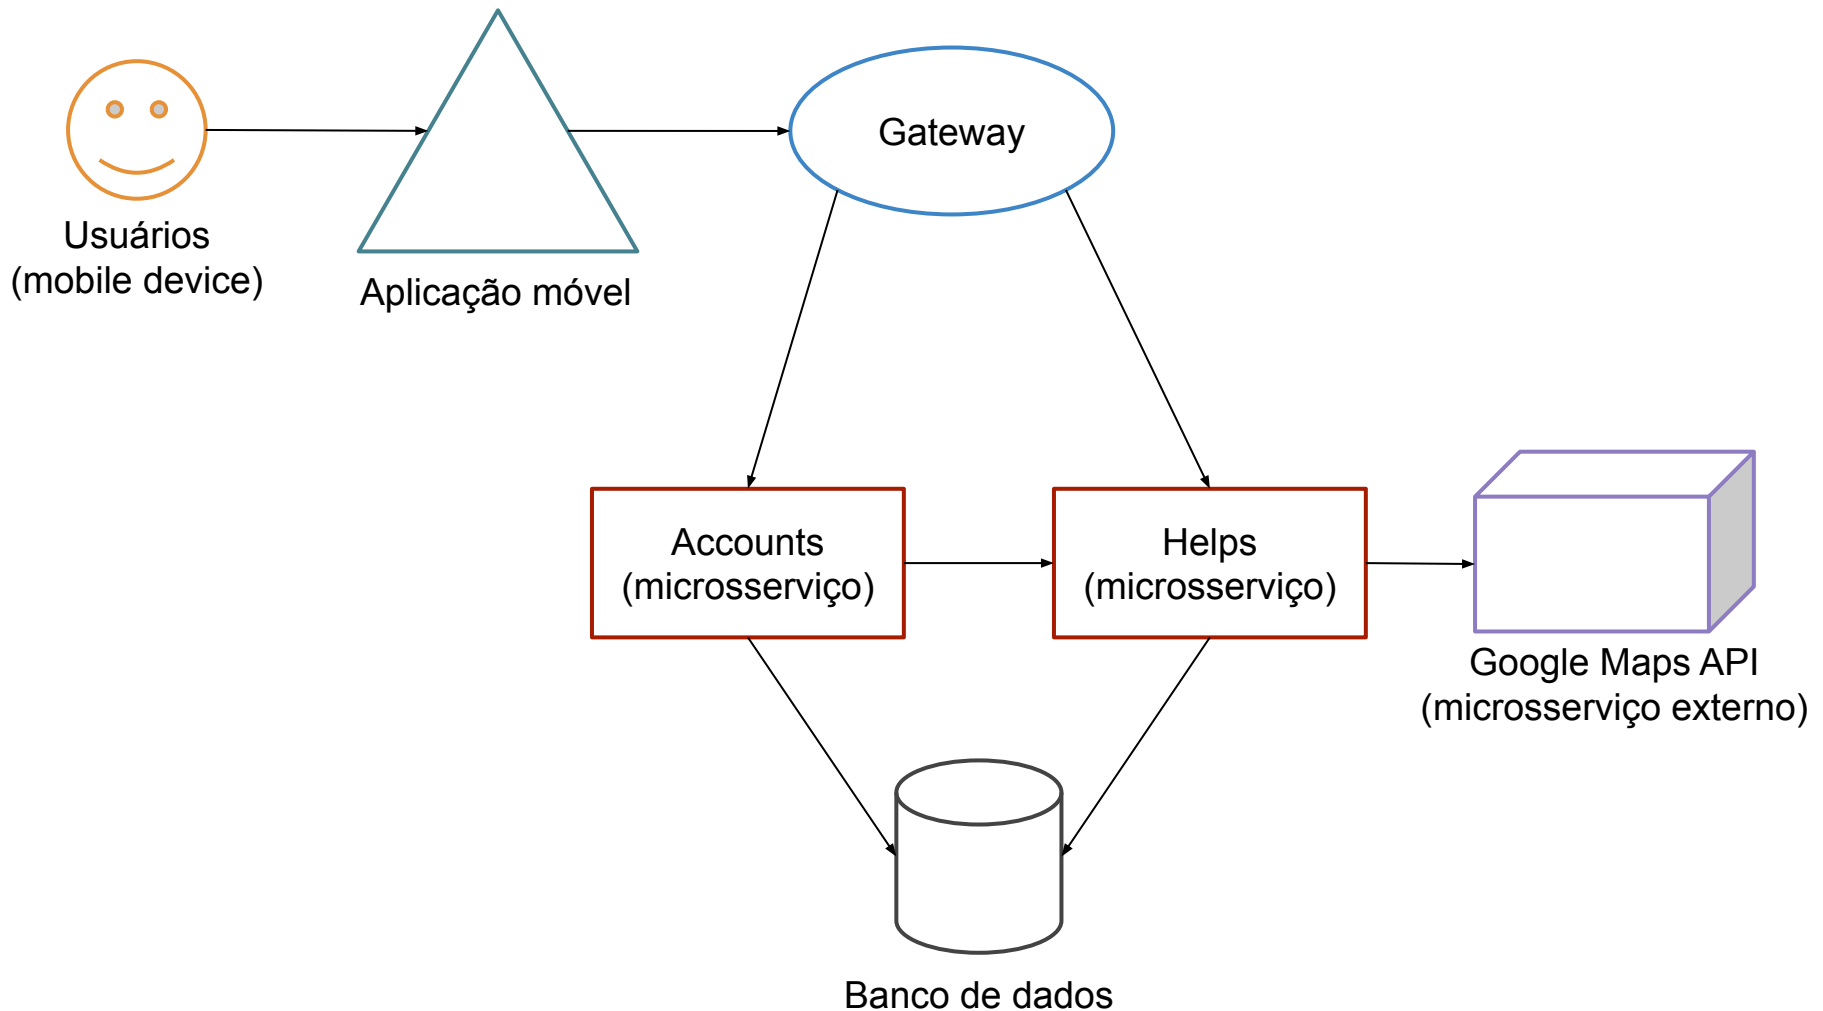 Usuários
(mobile device)
Aplicação móvel
Gateway
Accounts
(microsserviço)
Helps
(microsserviço)
Google Maps API
(microsserviço externo)
Banco de dados